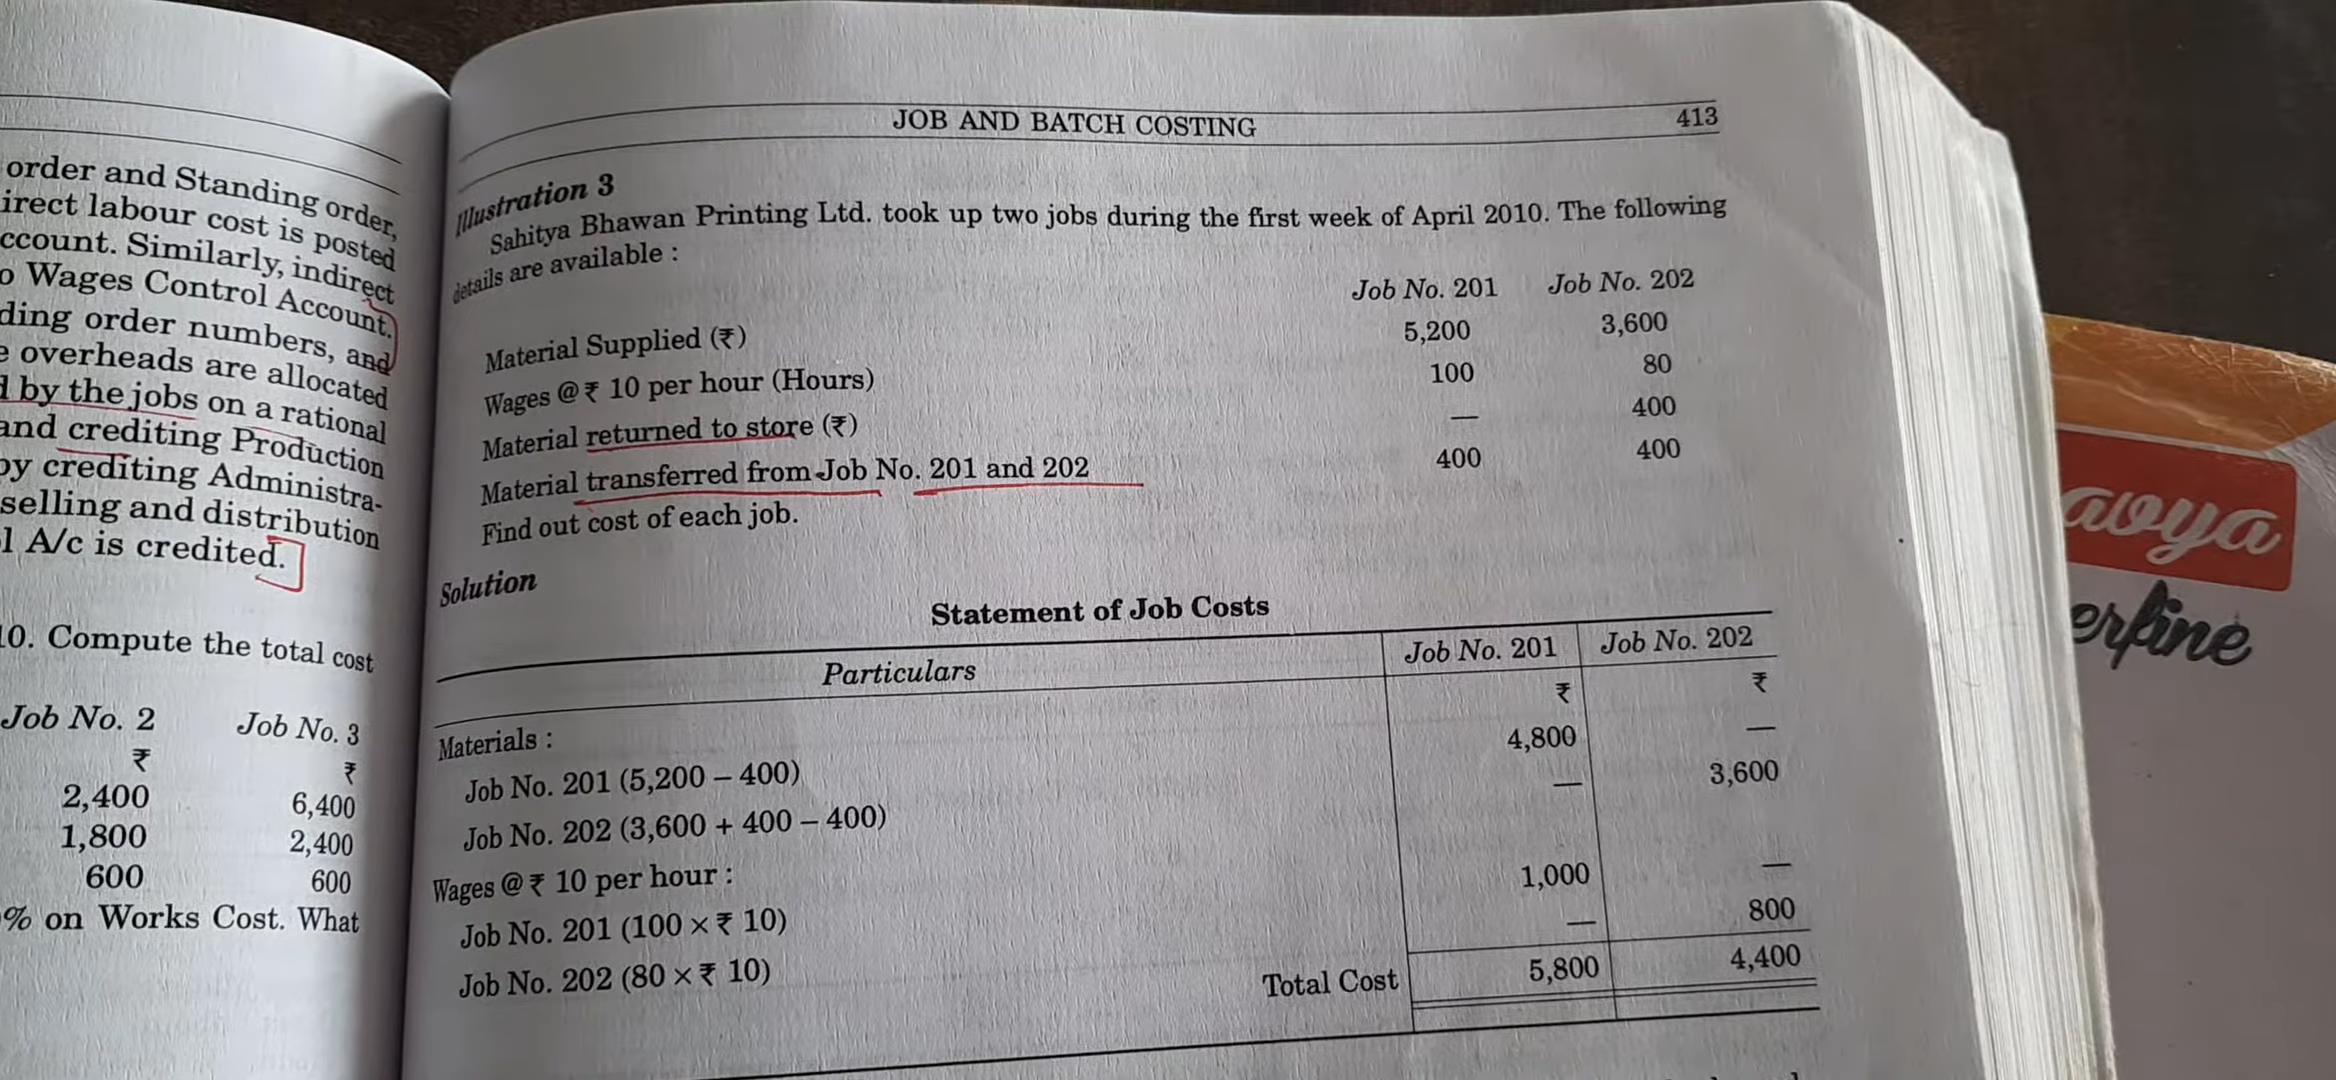 order and Standing order,
irect labour cost is posted
ccount. Similarly, indirect
o Wages Control Account.
ding order numbers, and
e overheads are allocated
l by the jobs on a rational
and crediting Production
by crediting Administra-
selling and distribution
l A/c is credited.
10. Compute the total cost
Job No. 2 Job No. 3
₹ ₹
2,400 6,400
1,800 2,400
600 600
% on Works Cost. What
JOB AND BATCH COSTING 413
Illustration 3
Sahitya Bhawan Printing Ltd. took up two jobs during the first week of April 2010. The following
details are available :
Job No. 201 Job No. 202
Material Supplied (₹) 5,200 3,600
Wages @ ₹ 10 per hour (Hours) 100 80
Material returned to store (₹) — 400
Material transferred from Job No. 201 and 202 400 400
Find out cost of each job.
Solution
Statement of Job Costs
Particulars Job No. 201 Job No. 202
₹ ₹
Materials :
Job No. 201 (5,200 – 400) 4,800 —
Job No. 202 (3,600 + 400 – 400) — 3,600
Wages @ ₹ 10 per hour :
Job No. 201 (100 × ₹ 10) 1,000 —
Job No. 202 (80 × ₹ 10) — 800
Total Cost 5,800 4,400
avya
erfine